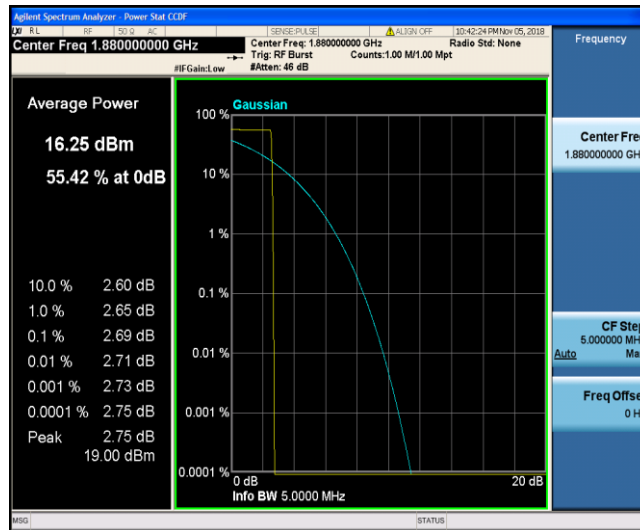 Agilent Spectrum Analyzer - Power Stat CCDF
RL RF 50 Ω AC SENSE:PULSE ALIGN OFF 10:42:24 PM Nov 05, 2018
Center Freq 1.880000000 GHz
Center Freq: 1.880000000 GHz Radio Std: None
Trig: RF Burst Counts:1.00 M/1.00 Mpt
#IFGain:Low #Atten: 46 dB
Frequency
Average Power
16.25 dBm
55.42 % at 0dB
10.0 % 2.60 dB
1.0 % 2.65 dB
0.1 % 2.69 dB
0.01 % 2.71 dB
0.001 % 2.73 dB
0.0001 % 2.75 dB
Peak 2.75 dB
19.00 dBm
Gaussian
100 %
10 %
1 %
0.1 %
0.01 %
0.001 %
0.0001 %
0 dB 20 dB
Info BW 5.0000 MHz
Center Fre
1.880000000 GH
CF Step
5.000000 MH
Auto Ma
Freq Offse
0 H
MSG STATUS